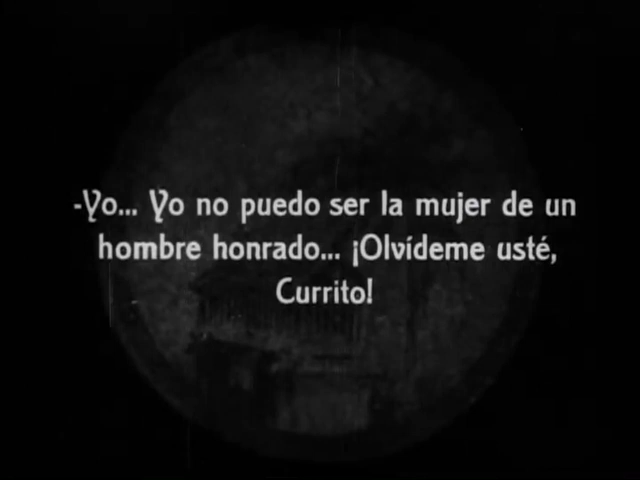 -Yo... Yo no puedo ser la mujer de un
hombre honrado... ¡Olvídeme usté,
Currito!